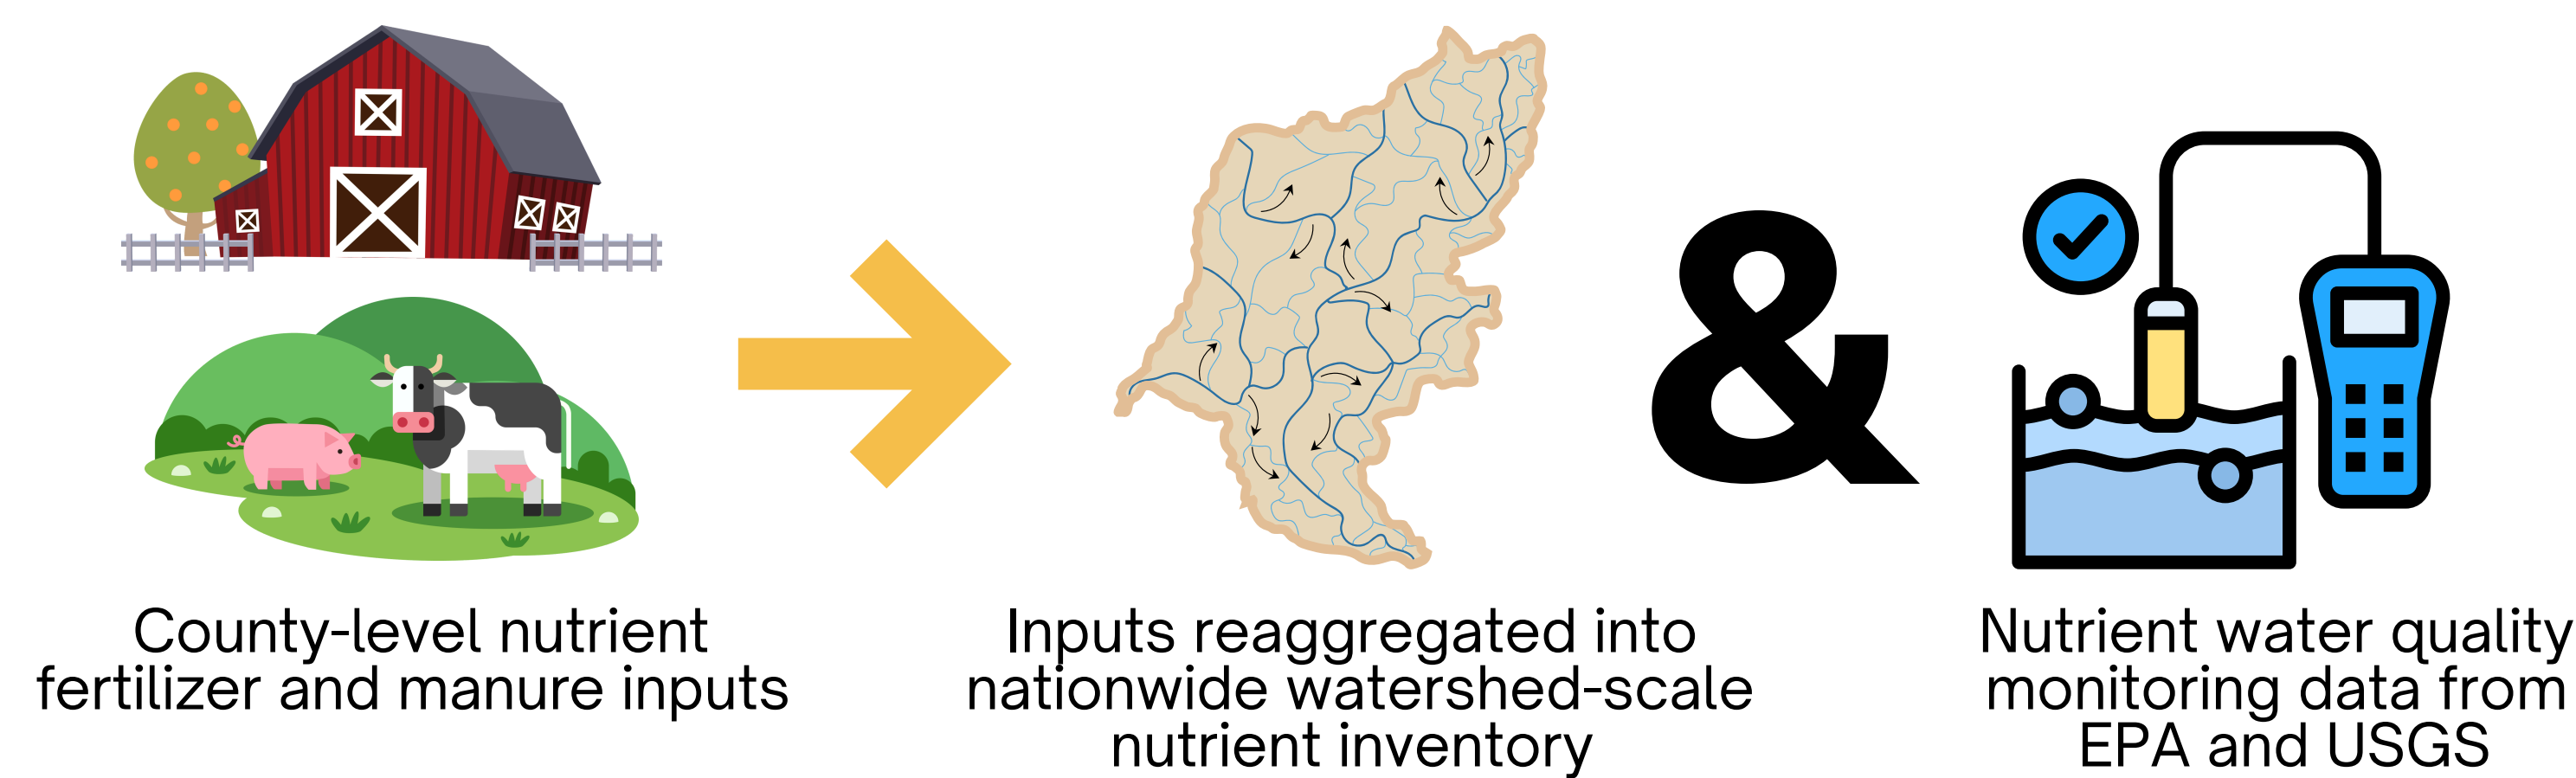 &
County-level nutrient
fertilizer and manure inputs
Inputs reaggregated into
nationwide watershed-scale
nutrient inventory
Nutrient water quality
monitoring data from
EPA and USGS